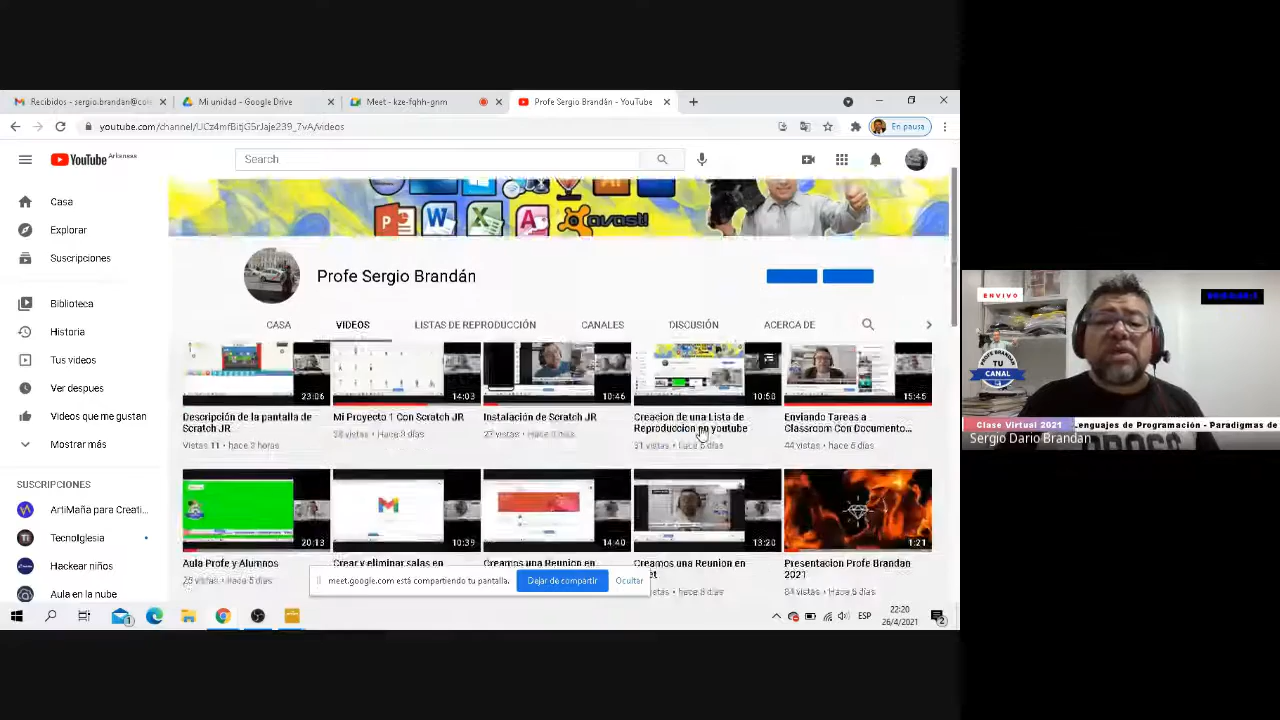 Recibidos - sergio.brandan@co
Mi unidad - Google Drive
Meet - kze-fqhh-gnm
Profe Sergio Brandán - YouTube
youtube.com/channel/UCz4mfBitjG5rJaje239_7vA/videos
En pausa
YouTube
Arkansas
Search
Casa
Explorar
Suscripciones
Biblioteca
Historia
Tus videos
Ver despues
Videos que me gustan
Mostrar más
SUSCRIPCIONES
ArtiMaña para Creati...
TecnoIglesia
Hackear niños
Aula en la nube
avast!
Profe Sergio Brandán
CASA
VIDEOS
LISTAS DE REPRODUCCIÓN
CANALES
DISCUSIÓN
ACERCA DE
23:06
14:03
10:46
10:50
15:45
Descripción de la pantalla de
Scratch JR
Vistas 11 • hace 3 horas
Mi Proyecto 1 Con Scratch JR
Instalación de Scratch JR
Creacion de una Lista de
Reproduccion en youtube
Enviando Tareas a
Classroom Con Documento...
44 vistas • Hace 6 días
20:13
10:39
14:40
13:20
1:21
Aula Profe y Alumnos
Crear y eliminar salas en
Creamos una Reunion en
Creamos una Reunion en
Presentacion Profe Brandan
2021
meet.google.com está compartiendo tu pantalla.
Dejar de compartir
Ocultar
ESP
22:20
26/4/2021
EN VIVO
PROFE BRANDAN
TU
CANAL
Clase Virtual 2021
Lenguajes de Programación - Paradigmas de
Sergio Dario Brandan